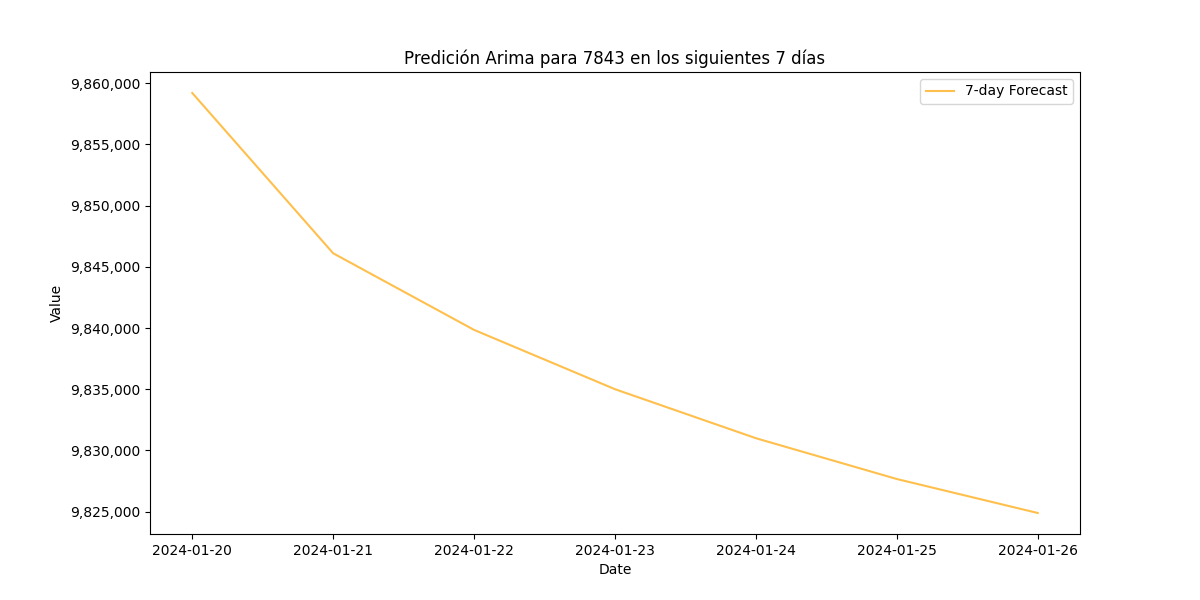 Predición Arima para 7843 en los siguientes 7 días
7-day Forecast
Value
9,860,000
9,855,000
9,850,000
9,845,000
9,840,000
9,835,000
9,830,000
9,825,000
2024-01-20 2024-01-21 2024-01-22 2024-01-23 2024-01-24 2024-01-25 2024-01-26
Date